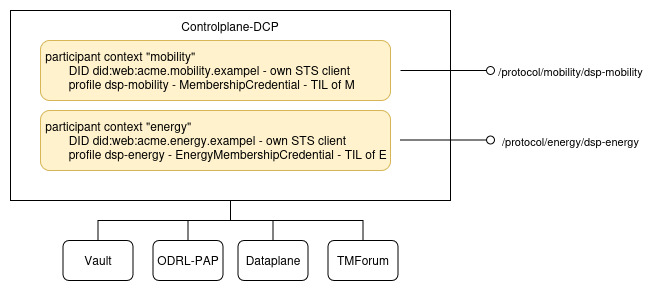 Controlplane-DCP
participant context "mobility"
DID did:web:acme.mobility.exampel - own STS client
profile dsp-mobility - MembershipCredential - TIL of M
/protocol/mobility/dsp-mobility
participant context "energy"
DID did:web:acme.energy.exampel - own STS client
profile dsp-energy - EnergyMembershipCredential - TIL of E
/protocol/energy/dsp-energy
Vault
ODRL-PAP
Dataplane
TMForum